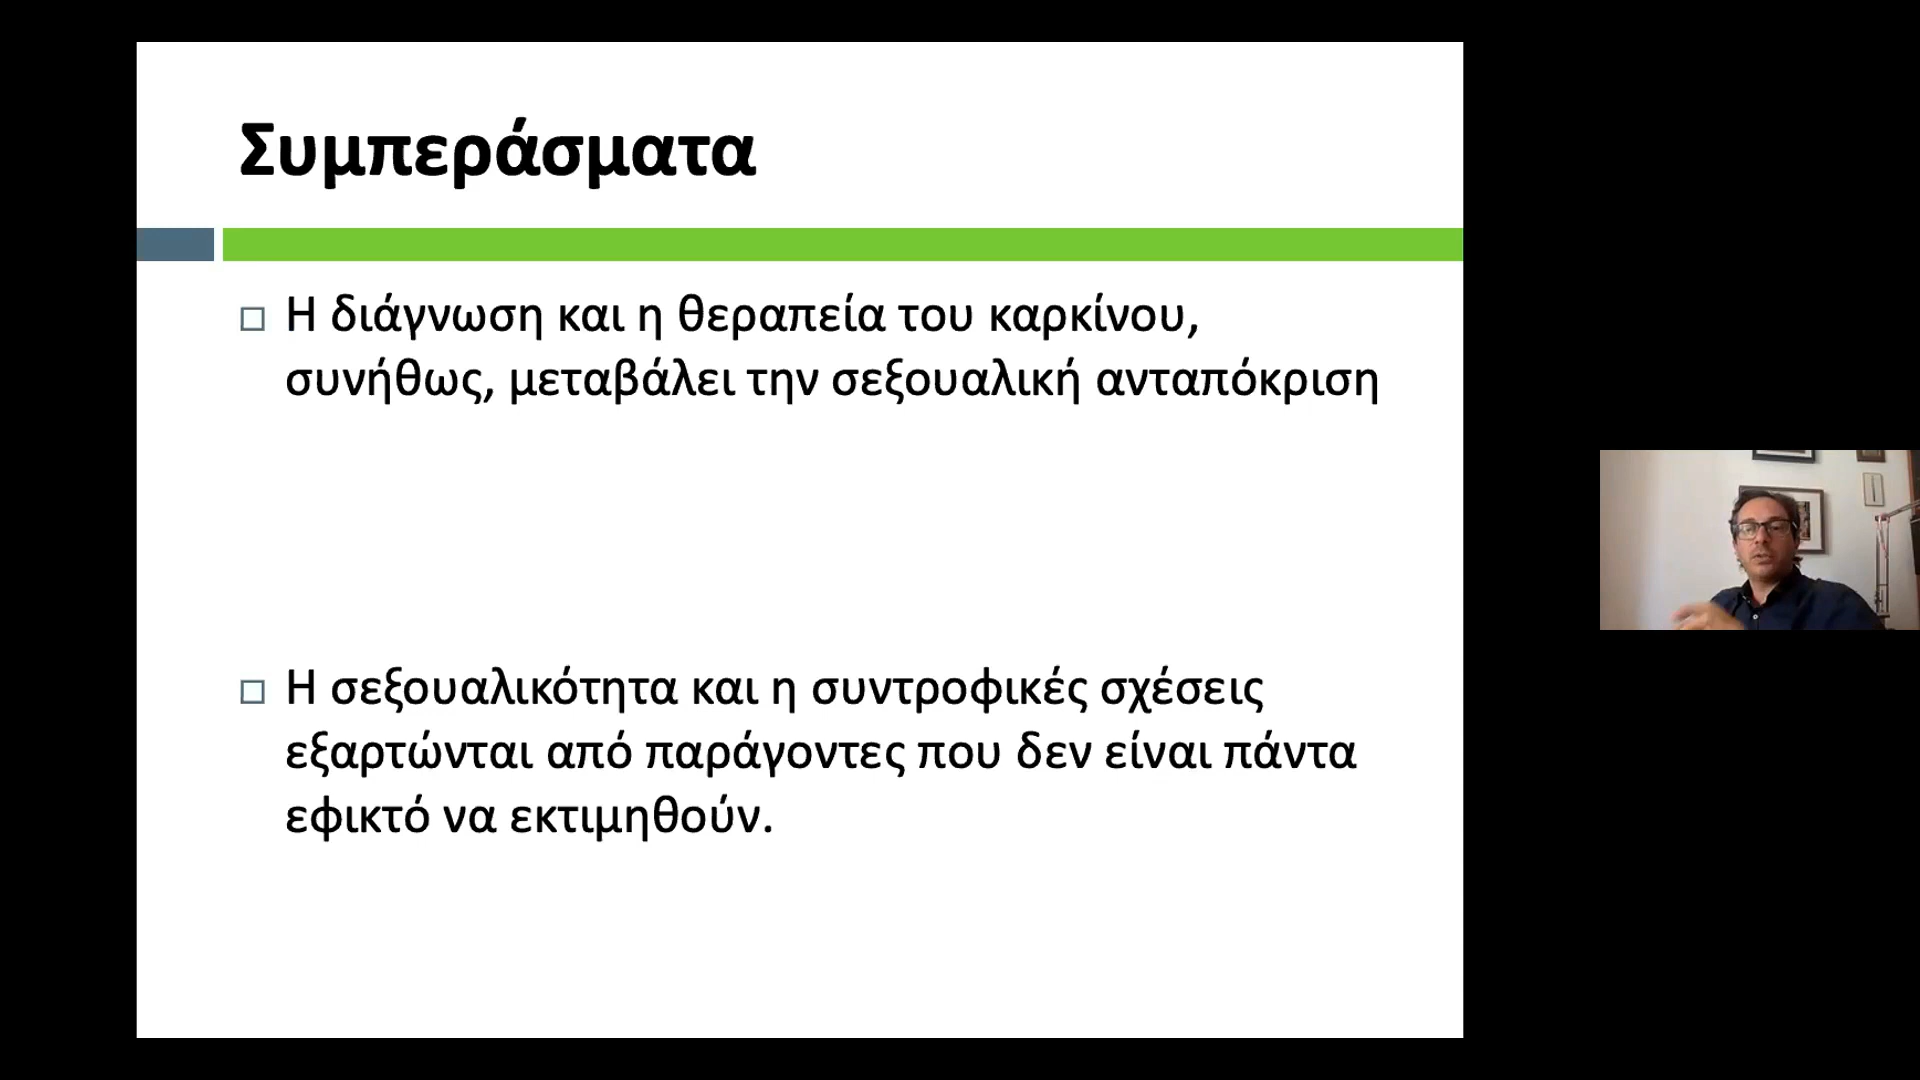 Συμπεράσματα
Η διάγνωση και η θεραπεία του καρκίνου,
συνήθως, μεταβάλει την σεξουαλική ανταπόκριση
Η σεξουαλικότητα και η συντροφικές σχέσεις
εξαρτώνται από παράγοντες που δεν είναι πάντα
εφικτό να εκτιμηθούν.